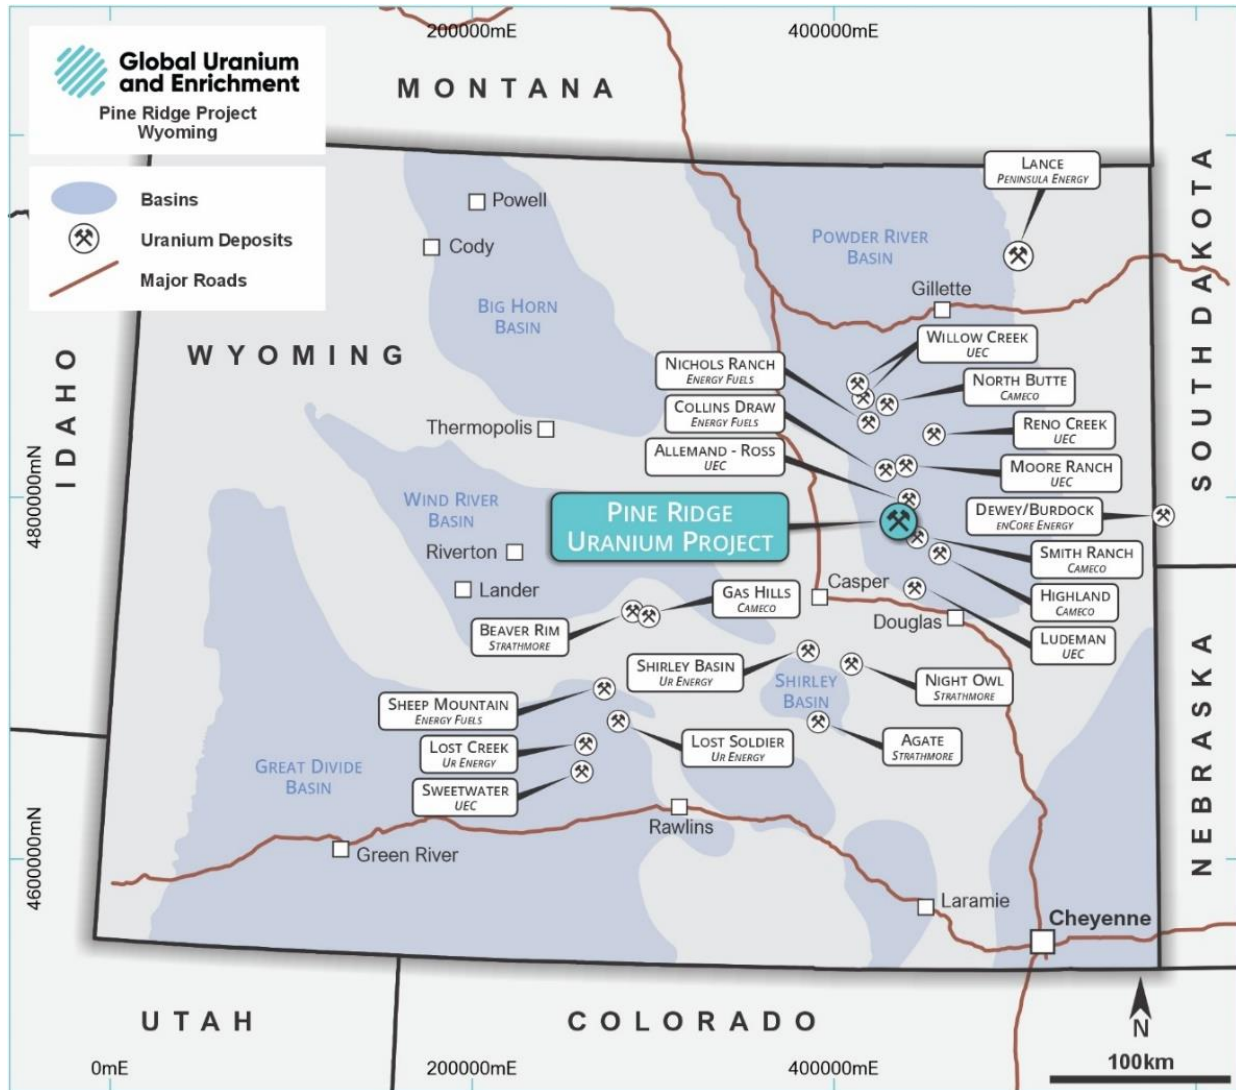 200000mE
400000mE
Global Uranium
and Enrichment
Pine Ridge Project
Wyoming
Basins
Uranium Deposits
Major Roads
MONTANA
SOUTH DAKOTA
IDAHO
WYOMING
NEBRASKA
UTAH
COLORADO
4800000mN
4600000mN
Powell
Cody
BIG HORN
BASIN
POWDER RIVER
BASIN
LANCE
PENINSULA ENERGY
Gillette
WILLOW CREEK
UEC
NICHOLS RANCH
ENERGY FUELS
NORTH BUTTE
CAMECO
COLLINS DRAW
ENERGY FUELS
RENO CREEK
UEC
Thermopolis
ALLEMAND - ROSS
UEC
MOORE RANCH
UEC
WIND RIVER
BASIN
PINE RIDGE
URANIUM PROJECT
DEWEY/BURDOCK
ENCORE ENERGY
Riverton
SMITH RANCH
CAMECO
Lander
GAS HILLS
CAMECO
Casper
HIGHLAND
CAMECO
BEAVER RIM
STRATHMORE
Douglas
LUDEMAN
UEC
SHIRLEY BASIN
UR ENERGY
SHIRLEY
BASIN
NIGHT OWL
STRATHMORE
SHEEP MOUNTAIN
ENERGY FUELS
LOST CREEK
UR ENERGY
LOST SOLDIER
UR ENERGY
AGATE
STRATHMORE
GREAT DIVIDE
BASIN
SWEETWATER
UEC
Rawlins
Green River
Laramie
Cheyenne
N
100km
0mE
200000mE
400000mE